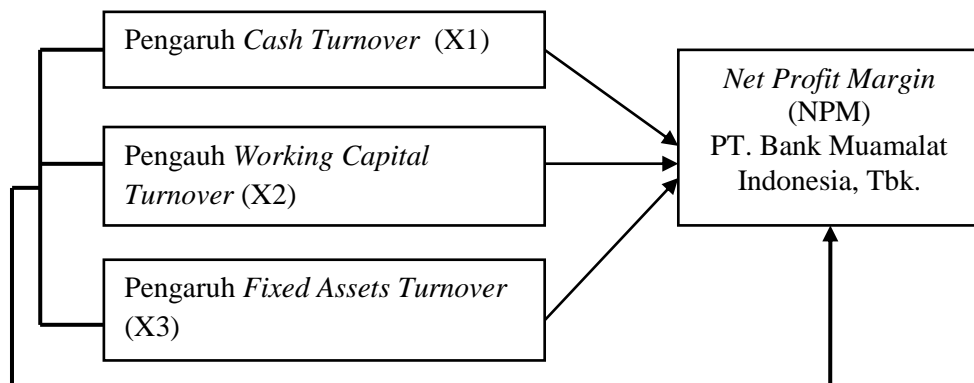 Pengaruh Cash Turnover (X1)
Pengauh Working Capital
Turnover (X2)
Pengaruh Fixed Assets Turnover
(X3)
Net Profit Margin
(NPM)
PT. Bank Muamalat
Indonesia, Tbk.